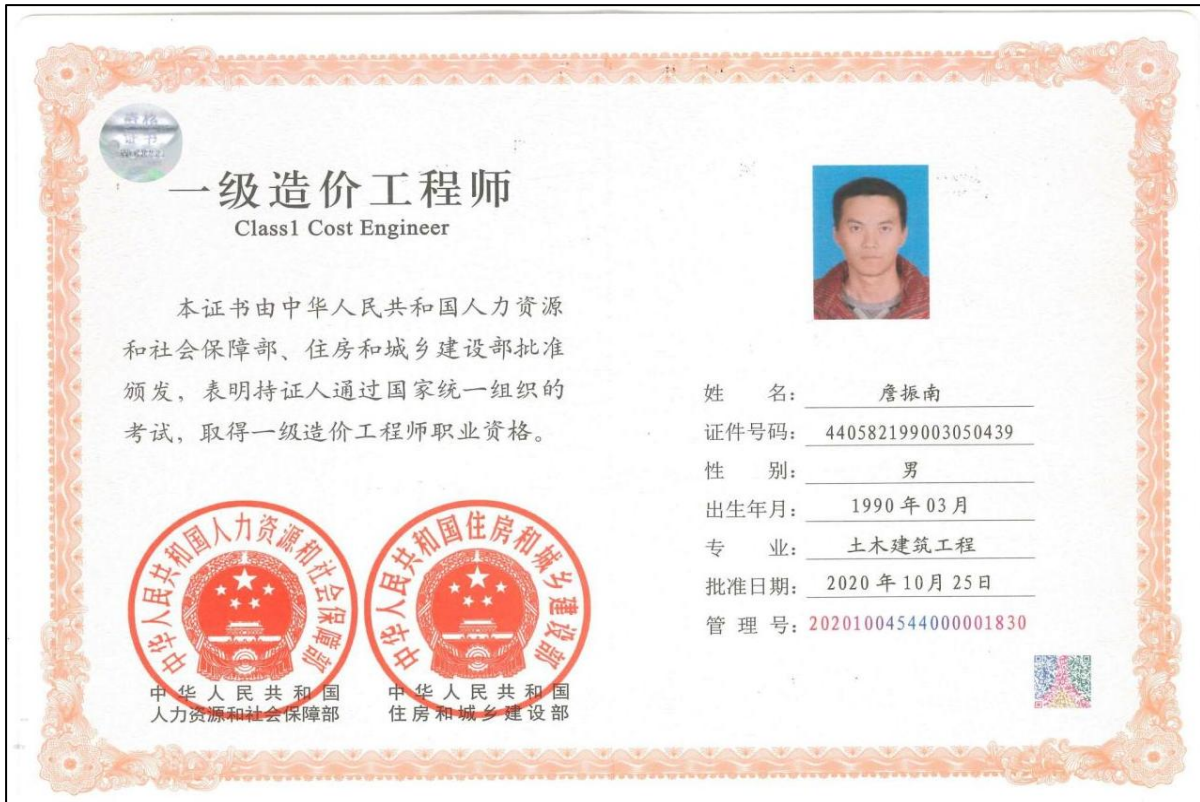 资格
证书
一级造价工程师
Class1 Cost Engineer
本证书由中华人民共和国人力资源
和社会保障部、住房和城乡建设部批准
颁发，表明持证人通过国家统一组织的
考试，取得一级造价工程师职业资格。
中华人民共和国人力资源和社会保障部
中华人民共和国住房和城乡建设部
中华人民共和国
人力资源和社会保障部
中华人民共和国
住房和城乡建设部
姓 名：詹振南
证件号码：440582199003050439
性 别：男
出生年月：1990年03月
专 业：土木建筑工程
批准日期：2020年10月25日
管 理 号：20201004544000001830